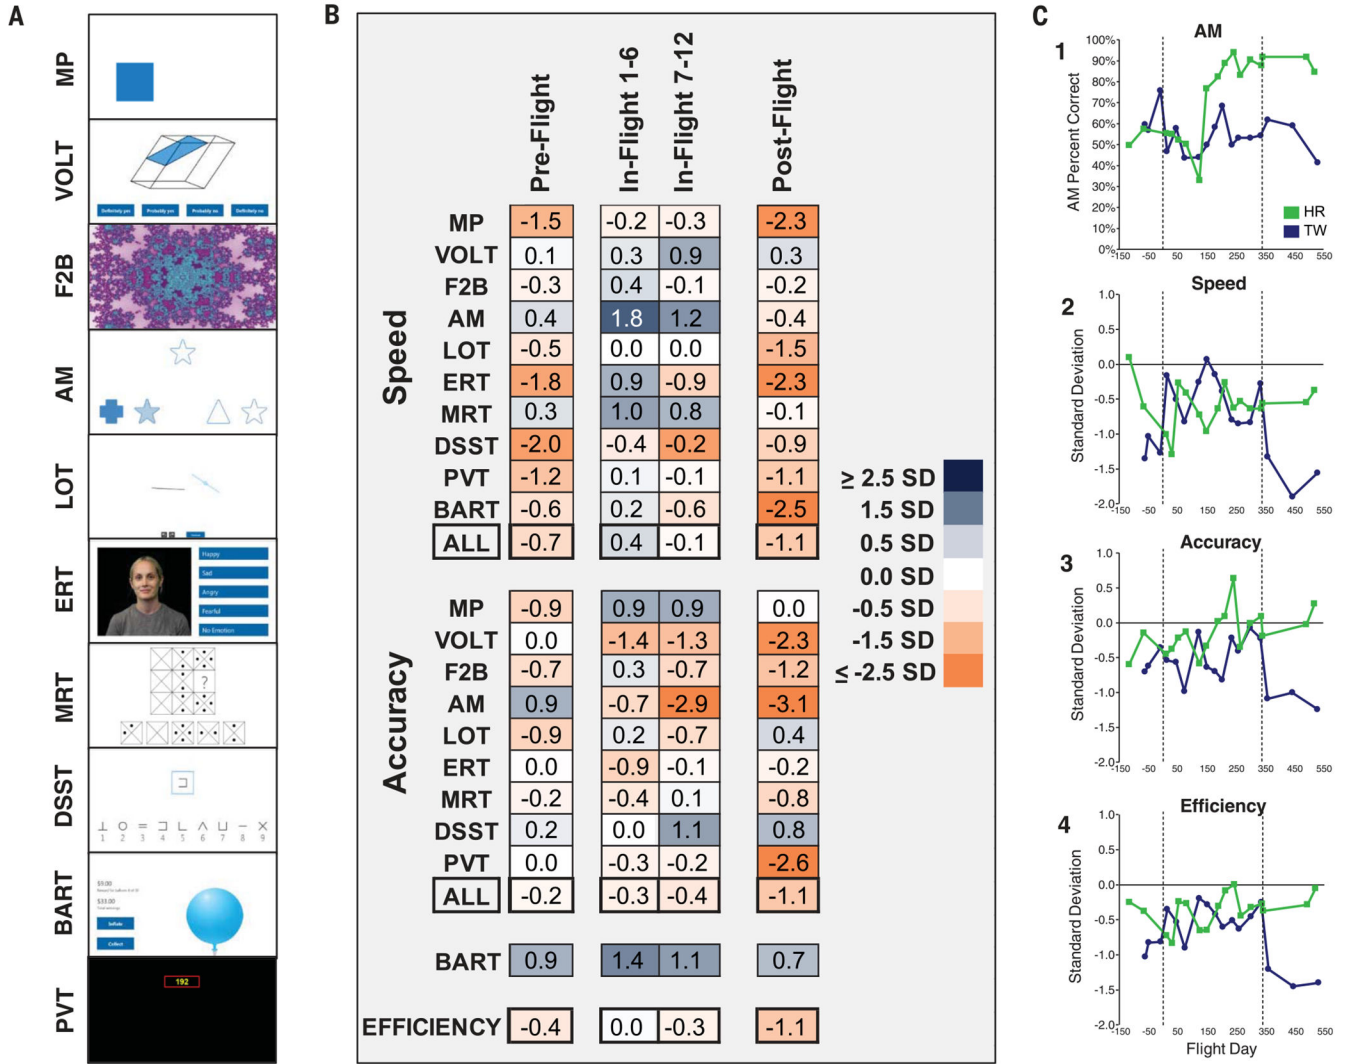 A
MP
VOLT
Definitely yes Probably yes Probably no Definitely no
F2B
AM
LOT
ERT
Happy
Sad
Angry
Fearful
No Emotion
MRT
?
DSST
1 2 3 4 5 6 7 8 9
BART
$5.00
$33.00
Inflate
Collect
PVT
192
B
Pre-Flight In-Flight 1-6 In-Flight 7-12 Post-Flight
Speed
MP -1.5 -0.2 -0.3 -2.3
VOLT 0.1 0.3 0.9 0.3
F2B -0.3 0.4 -0.1 -0.2
AM 0.4 1.8 1.2 -0.4
LOT -0.5 0.0 0.0 -1.5
ERT -1.8 0.9 -0.9 -2.3
MRT 0.3 1.0 0.8 -0.1
DSST -2.0 -0.4 -0.2 -0.9
PVT -1.2 0.1 -0.1 -1.1
BART -0.6 0.2 -0.6 -2.5
ALL -0.7 0.4 -0.1 -1.1
Accuracy
MP -0.9 0.9 0.9 0.0
VOLT 0.0 -1.4 -1.3 -2.3
F2B -0.7 0.3 -0.7 -1.2
AM 0.9 -0.7 -2.9 -3.1
LOT -0.9 0.2 -0.7 0.4
ERT 0.0 -0.9 -0.1 -0.2
MRT -0.2 -0.4 0.1 -0.8
DSST 0.2 0.0 1.1 0.8
PVT 0.0 -0.3 -0.2 -2.6
ALL -0.2 -0.3 -0.4 -1.1
BART 0.9 1.4 1.1 0.7
EFFICIENCY -0.4 0.0 -0.3 -1.1
≥ 2.5 SD
1.5 SD
0.5 SD
0.0 SD
-0.5 SD
-1.5 SD
≤ -2.5 SD
C
1
AM
AM Percent Correct
100%
90%
80%
70%
60%
50%
40%
30%
20%
10%
0%
HR
TW
-150 -50 50 150 250 350 450 550
2
Speed
Standard Deviation
1.0
0.5
0.0
-0.5
-1.0
-1.5
-2.0
-150 -50 50 150 250 350 450 550
3
Accuracy
Standard Deviation
1.0
0.5
0.0
-0.5
-1.0
-1.5
-2.0
-150 -50 50 150 250 350 450 550
4
Efficiency
Standard Deviation
1.0
0.5
0.0
-0.5
-1.0
-1.5
-2.0
-150 -50 50 150 250 350 450 550
Flight Day